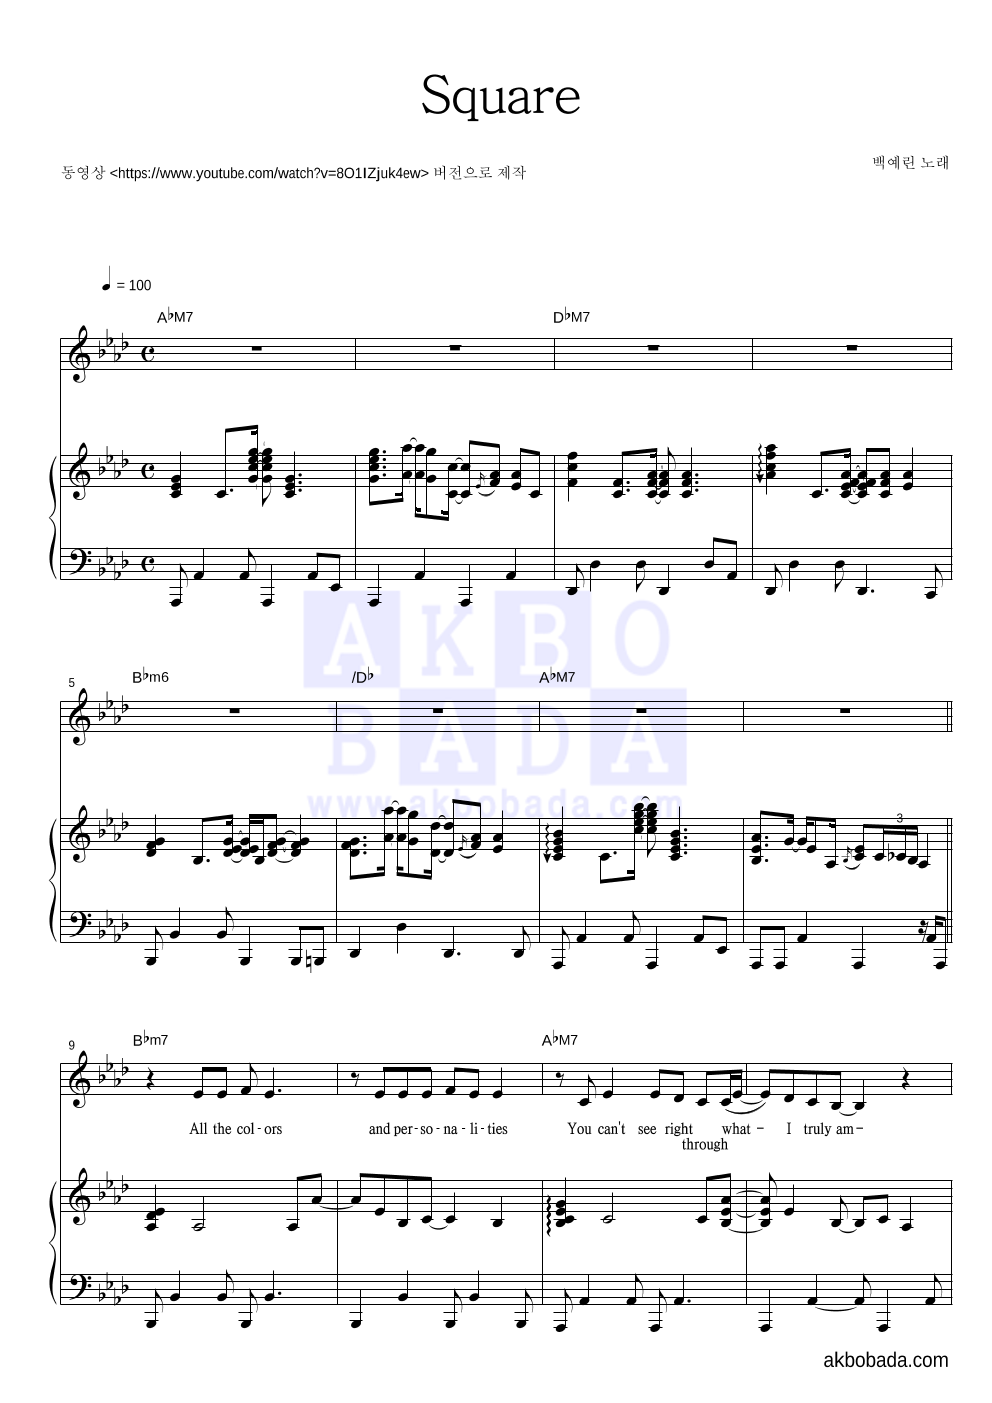 Square
백예린 노래
동영상 <https://www.youtube.com/watch?v=8O1IZjuk4ew> 버전으로 제작
= 100
A♭M7 D♭M7
AKBO
BADA
www.akbobada.com
5
B♭m6 /D♭ A♭M7
3
9
B♭m7 A♭M7
All the col-ors and per-so-na-li-ties You can't see right what- I truly am-
through
akbobada.com